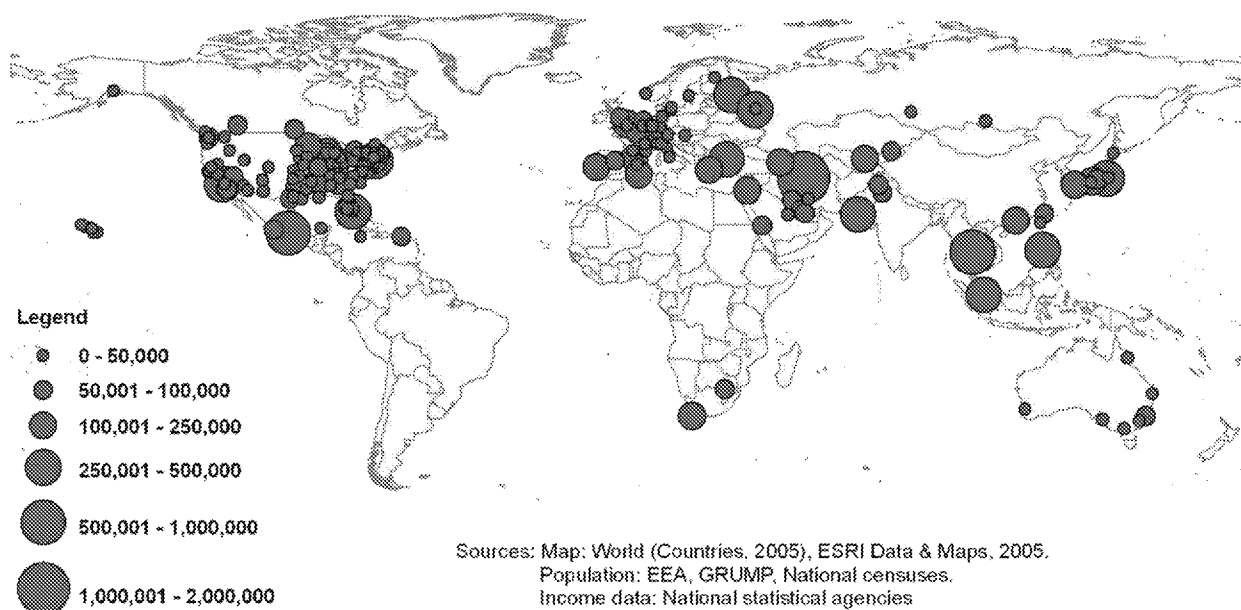 Legend
0 - 50,000
50,001 - 100,000
100,001 - 250,000
250,001 - 500,000
500,001 - 1,000,000
1,000,001 - 2,000,000
Sources: Map: World (Countries, 2005), ESRI Data & Maps, 2005.
Population: EEA, GRUMP, National censuses.
Income data: National statistical agencies